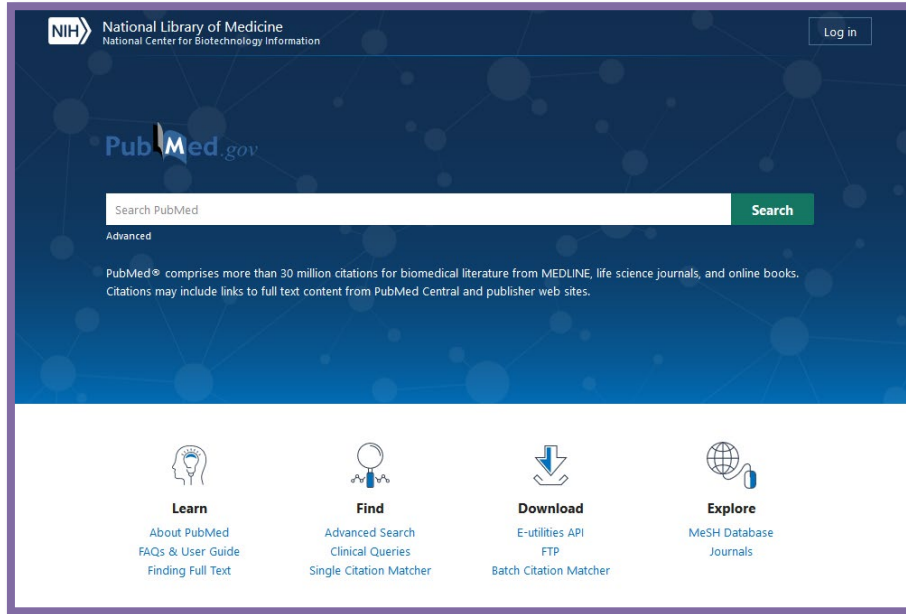 NIH
National Library of Medicine
National Center for Biotechnology Information
Log in
PubMed.gov
Search PubMed
Search
Advanced
PubMed® comprises more than 30 million citations for biomedical literature from MEDLINE, life science journals, and online books.
Citations may include links to full text content from PubMed Central and publisher web sites.
Learn
About PubMed
FAQs & User Guide
Finding Full Text
Find
Advanced Search
Clinical Queries
Single Citation Matcher
Download
E-utilities API
FTP
Batch Citation Matcher
Explore
MeSH Database
Journals